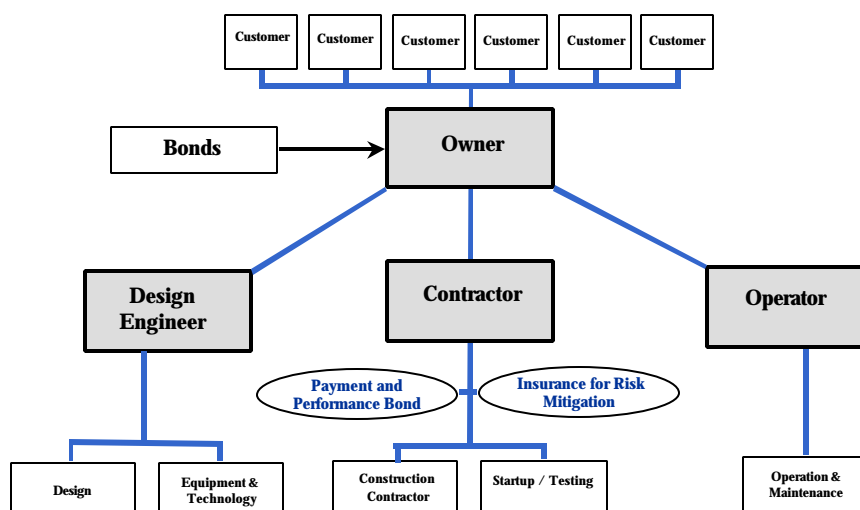 Customer
Customer
Customer
Customer
Customer
Customer
Bonds
Owner
Design
Engineer
Contractor
Operator
Payment and
Performance Bond
Insurance for Risk
Mitigation
Design
Equipment &
Technology
Construction
Contractor
Startup / Testing
Operation &
Maintenance